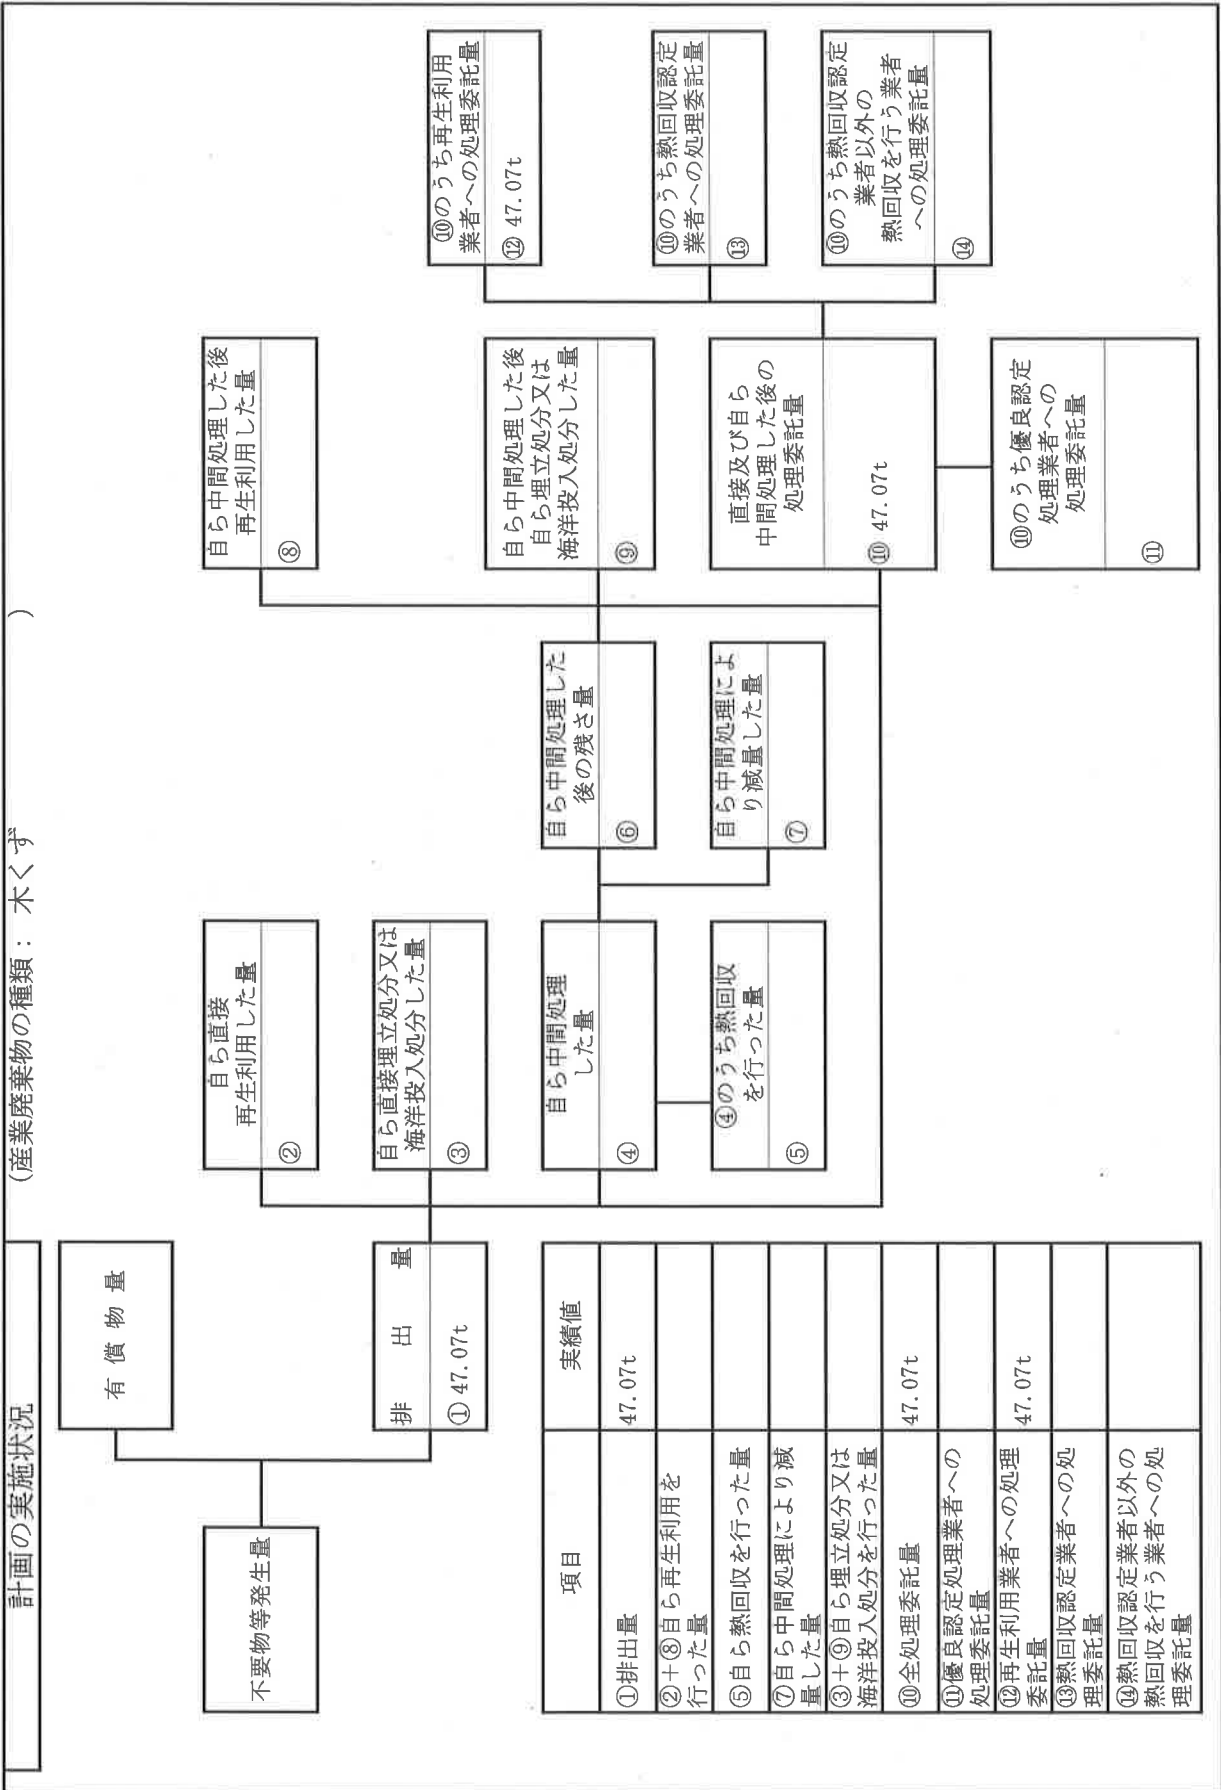 計画の実施状況
(産業廃棄物の種類： 木くず )
不要物等発生量
有 償 物 量
排 出 量
① 47.07t
自ら直接
再生利用した量
②
自ら直接埋立処分又は
海洋投入処分した量
③
自ら中間処理
した量
④
④のうち熱回収
を行った量
⑤
自ら中間処理した
後の残さ量
⑥
自ら中間処理によ
り減量した量
⑦
自ら中間処理した後
再生利用した量
⑧
自ら中間処理した後
自ら埋立処分又は
海洋投入処分した量
⑨
直接及び自ら
中間処理した後の
処理委託量
⑩ 47.07t
⑩のうち優良認定
処理業者への
処理委託量
⑪
⑩のうち再生利用
業者への処理委託量
⑫ 47.07t
⑩のうち熱回収認定
業者への処理委託量
⑬
⑩のうち熱回収認定
業者以外の
熱回収を行う業者
への処理委託量
⑭
項目 実績値
①排出量 47.07t
②＋⑧自ら再生利用を
行った量
⑤自ら熱回収を行った量
⑦自ら中間処理により減
量した量
③＋⑨自ら埋立処分又は
海洋投入処分を行った量
⑩全処理委託量 47.07t
⑪優良認定処理業者への
処理委託量
⑫再生利用業者への処理
委託量 47.07t
⑬熱回収認定業者への処
理委託量
⑭熱回収認定業者以外の
熱回収を行う業者への処
理委託量